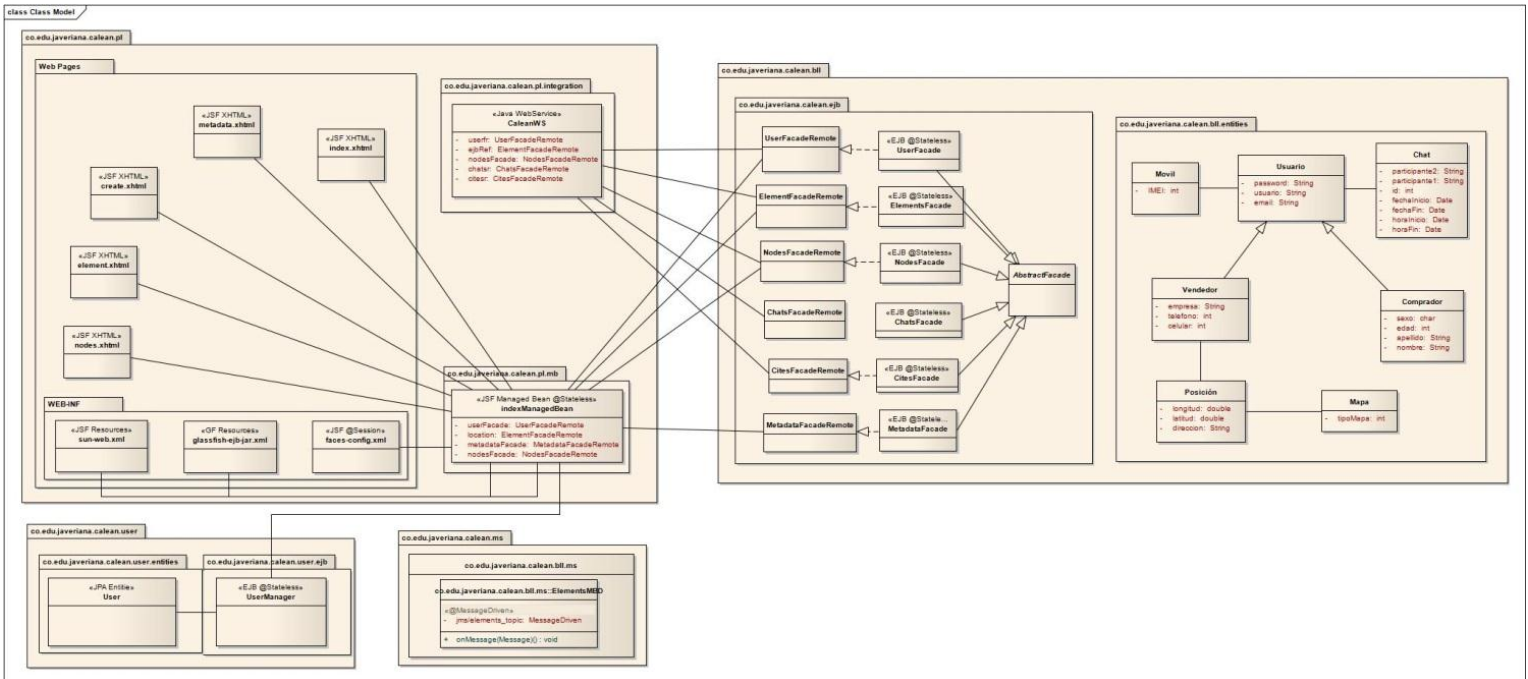 class Class Model
co.edu.javeriana.calean.pl
Web Pages
«JSF XHTML»
metadata.xhtml
«JSF XHTML»
index.xhtml
«JSF XHTML»
create.xhtml
«JSF XHTML»
element.xhtml
«JSF XHTML»
nodes.xhtml
WEB-INF
«JSF Resources»
sun-web.xml
«GF Resources»
glassfish-ejb-jar.xml
«JSF @Session»
faces-config.xml
co.edu.javeriana.calean.pl.integration
«Java WebService»
CaleanWS
- userfr: UserFacadeRemote
- ejbRef: ElementFacadeRemote
- nodesFacade: NodesFacadeRemote
- chatsr: ChatsFacadeRemote
- citesr: CitesFacadeRemote
co.edu.javeriana.calean.pl.mb
«JSF Managed Bean @Stateless»
indexManagedBean
- userFacade: UserFacadeRemote
- location: ElementFacadeRemote
- metadataFacade: MetadataFacadeRemote
- nodesFacade: NodesFacadeRemote
co.edu.javeriana.calean.bll
co.edu.javeriana.calean.ejb
UserFacadeRemote
«EJB @Stateless»
UserFacade
ElementFacadeRemote
«EJB @Stateless»
ElementsFacade
NodesFacadeRemote
«EJB @Stateless»
NodesFacade
AbstractFacade
ChatsFacadeRemote
«EJB @Stateless»
ChatsFacade
CitesFacadeRemote
«EJB @Stateless»
CitesFacade
MetadataFacadeRemote
«EJB @Statele...
MetadataFacade
co.edu.javeriana.calean.bll.entities
Movil
- IMEI: int
Usuario
- password: String
- usuario: String
- email: String
Chat
- participante2: String
- participante1: String
- id: int
- fechaInicio: Date
- fechaFin: Date
- horaInicio: Date
- horaFin: Date
Vendedor
- empresa: String
- telefono: int
- celular: int
Comprador
- sexo: char
- edad: int
- apellido: String
- nombre: String
Posición
- longitud: double
- latitud: double
- direccion: String
Mapa
- tipoMapa: int
co.edu.javeriana.calean.user
co.edu.javeriana.calean.user.entities
«JPA Entitie»
User
co.edu.javeriana.calean.user.ejb
«EJB @Stateless»
UserManager
co.edu.javeriana.calean.ms
co.edu.javeriana.calean.bll.ms
co.edu.javeriana.calean.bll.ms::ElementsMBD
«@MessageDriven»
- jms/elements_topic: MessageDriven
+ onMessage(Message)() : void